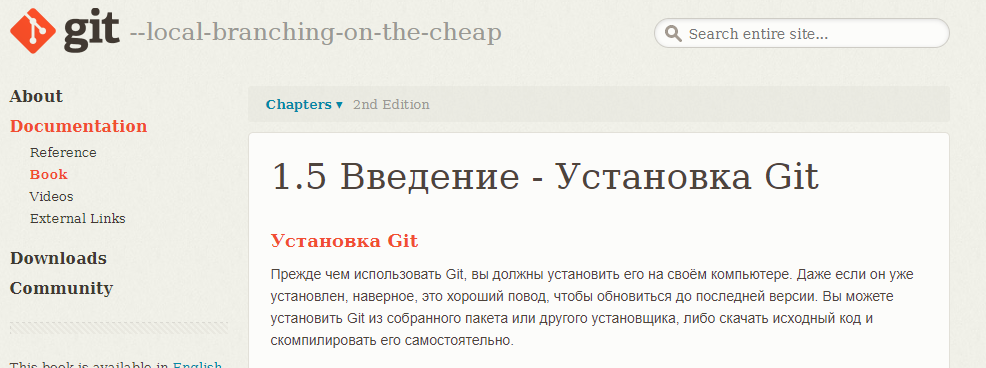 git --local-branching-on-the-cheap
Search entire site...
About
Documentation
Reference
Book
Videos
External Links
Downloads
Community
This book is available in English
Chapters ▾ 2nd Edition
1.5 Введение - Установка Git
Установка Git
Прежде чем использовать Git, вы должны установить его на своём компьютере. Даже если он уже
установлен, наверное, это хороший повод, чтобы обновиться до последней версии. Вы можете
установить Git из собранного пакета или другого установщика, либо скачать исходный код и
скомпилировать его самостоятельно.